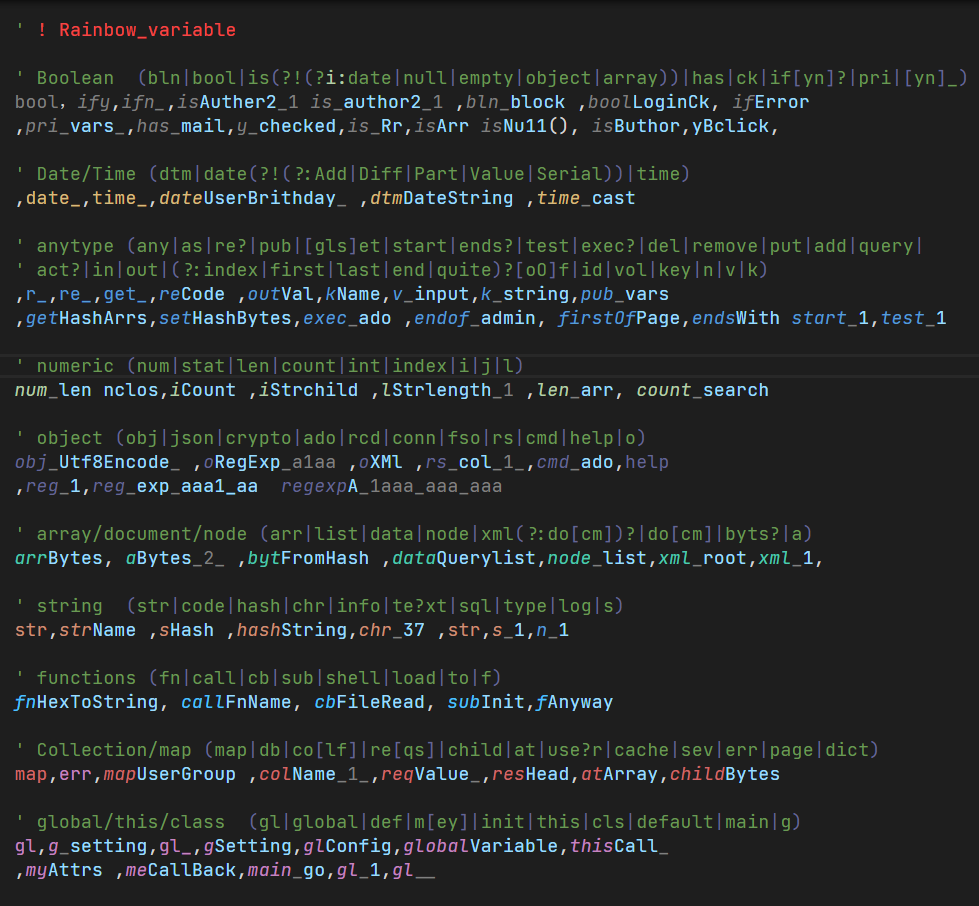 ' ! Rainbow_variable
' Boolean  (bln|bool|is(?!(?i:date|null|empty|object|array))|has|ck|if[yn]?|pri|[yn]_)
bool, ify,ifn_,isAuther2_1 is_author2_1 ,bln_block ,boolLoginCk, ifError
,pri_vars_,has_mail,y_checked,is_Rr,isArr isNu11(), isButhor,yBclick,
' Date/Time (dtm|date(?!(?:Add|Diff|Part|Value|Serial))|time)
,date_,time_,dateUserBrithday_ ,dtmDateString ,time_cast
' anytype (any|as|re?|pub|[gls]et|start|ends?|test|exec?|del|remove|put|add|query|
' act?|in|out|(?:index|first|last|end|quite)?[oO]f|id|vol|key|n|v|k)
,r_,re_,get_,reCode ,outVal,kName,v_input,k_string,pub_vars
,getHashArrs,setHashBytes,exec_ado ,endof_admin, firstOfPage,endsWith start_1,test_1
' numeric (num|stat|len|count|int|index|i|j|l)
num_len nclos,iCount ,iStrchild ,lStrlength_1 ,len_arr, count_search
' object (obj|json|crypto|ado|rcd|conn|fso|rs|cmd|help|o)
obj_Utf8Encode_ ,oRegExp_a1aa ,oXMl ,rs_col_1_,cmd_ado,help
,reg_1,reg_exp_aaa1_aa  regexpA_1aaa_aaa_aaa
' array/document/node (arr|list|data|node|xml(?:do[cm])?|do[cm]|byts?|a)
arrBytes, aBytes_2_ ,bytFromHash ,dataQuerylist,node_list,xml_root,xml_1,
' string  (str|code|hash|chr|info|te?xt|sql|type|log|s)
str,strName ,sHash ,hashString,chr_37 ,str,s_1,n_1
' functions (fn|call|cb|sub|shell|load|to|f)
fnHexToString, callFnName, cbFileRead, subInit,fAnyway
' Collection/map (map|db|co[lf]|re[qs]|child|at|use?r|cache|sev|err|page|dict)
map,err,mapUserGroup ,colName_1_,reqValue_,resHead,atArray,childBytes
' global/this/class  (gl|global|def|m[ey]|init|this|cls|default|main|g)
gl,g_setting,gl_,gSetting,glConfig,globalVariable,thisCall_
,myAttrs ,meCallBack,main_go,gl_1,gl__